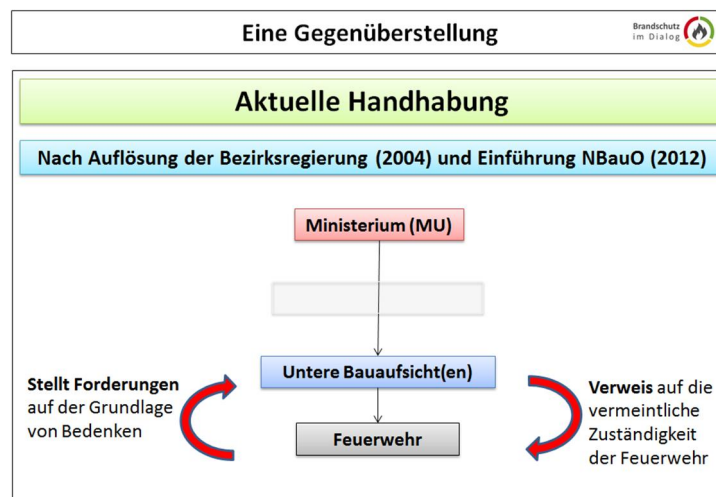 Eine Gegenüberstellung
Brandschutz
im Dialog
Aktuelle Handhabung
Nach Auflösung der Bezirksregierung (2004) und Einführung NBauO (2012)
Ministerium (MU)
Untere Bauaufsicht(en)
Feuerwehr
Stellt Forderungen
auf der Grundlage
von Bedenken
Verweis auf die
vermeintliche
Zuständigkeit
der Feuerwehr